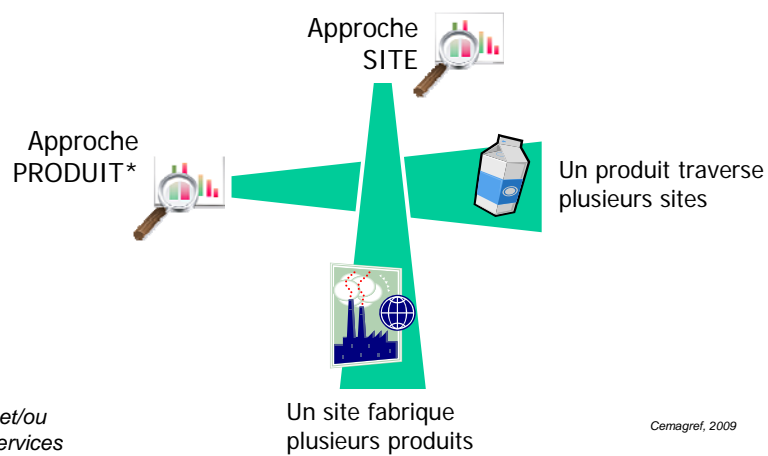 Approche
SITE
Approche
PRODUIT*
Un produit traverse
plusieurs sites
Un site fabrique
plusieurs produits
et/ou
ervices
Cemagref, 2009